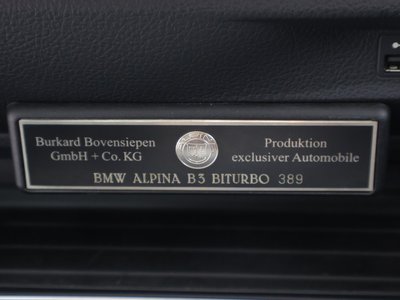 Burkard Bovensiepen
GmbH + Co. KG
Produktion
exclusiver Automobile
BMW ALPINA B3 BITURBO 389